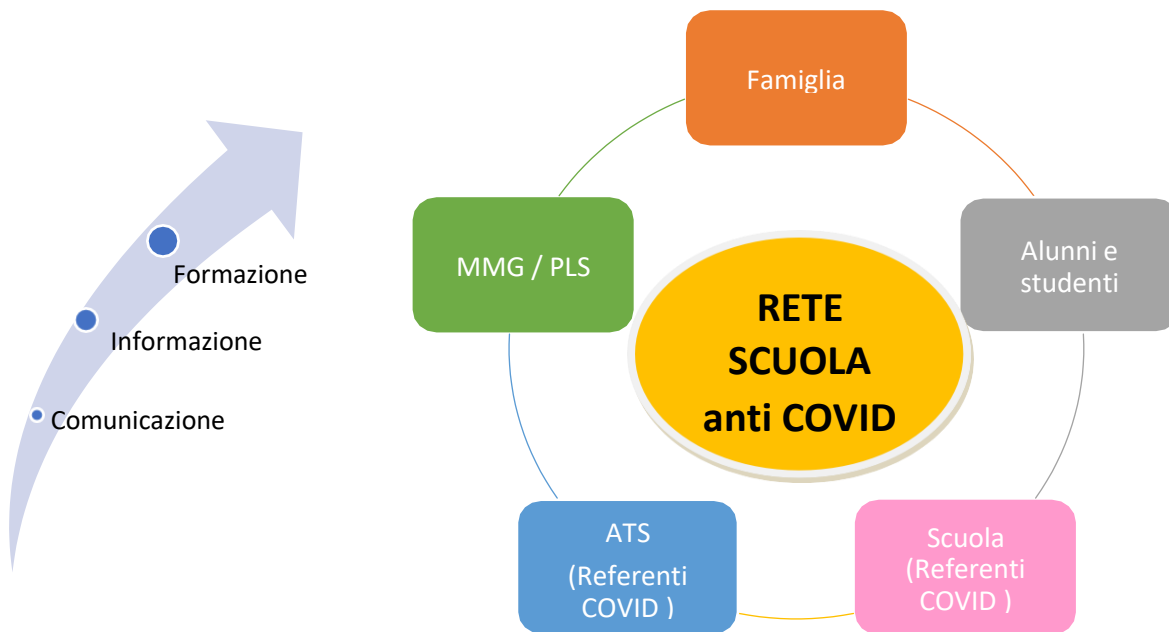 Formazione
Informazione
Comunicazione
Famiglia
MMG / PLS
Alunni e
studenti
RETE
SCUOLA
anti COVID
ATS
(Referenti
COVID )
Scuola
(Referenti
COVID )